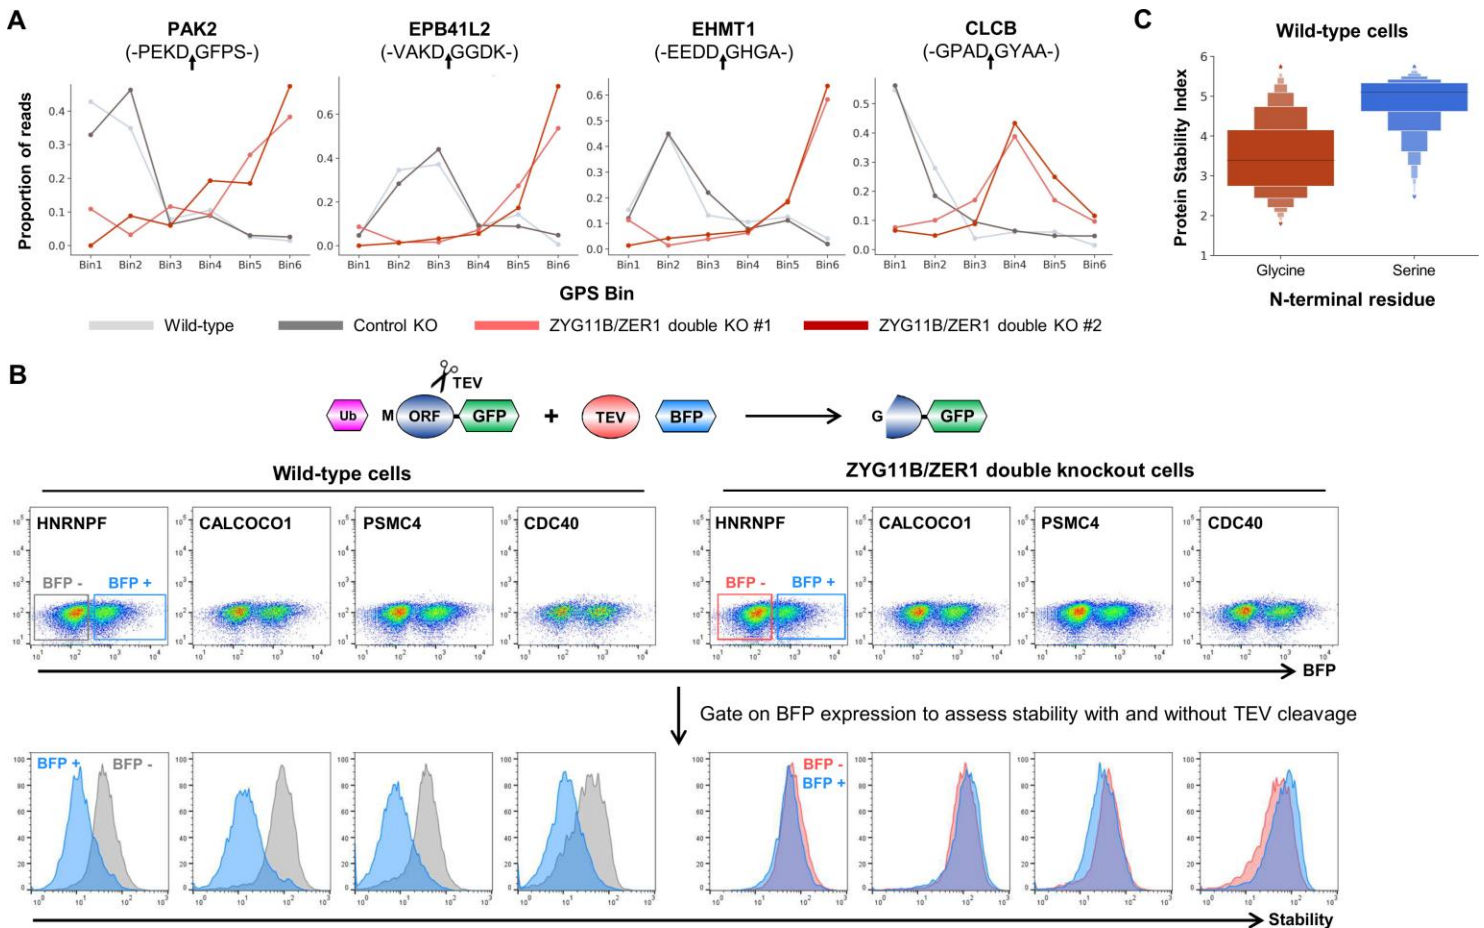 A
PAK2
(-PEKD GFPS-)
EPB41L2
(-VAKD GGDK-)
EHMT1
(-EEDD GHGA-)
CLCB
(-GPAD GYAA-)
Proportion of reads
0.4
0.3
0.2
0.1
0.0
Bin1 Bin2 Bin3 Bin4 Bin5 Bin6
0.6
0.4
0.2
0.0
Bin1 Bin2 Bin3 Bin4 Bin5 Bin6
0.6
0.5
0.4
0.3
0.2
0.1
0.0
Bin1 Bin2 Bin3 Bin4 Bin5 Bin6
0.5
0.4
0.3
0.2
0.1
0.0
Bin1 Bin2 Bin3 Bin4 Bin5 Bin6
GPS Bin
Wild-type Control KO ZYG11B/ZER1 double KO #1 ZYG11B/ZER1 double KO #2
C
Wild-type cells
Protein Stability Index
6
5
4
3
2
1
Glycine Serine
N-terminal residue
B
TEV
Ub M ORF GFP + TEV BFP G GFP
Wild-type cells
ZYG11B/ZER1 double knockout cells
HNRNPF CALCOCO1 PSMC4 CDC40 HNRNPF CALCOCO1 PSMC4 CDC40
BFP - BFP + BFP - BFP +
BFP
Gate on BFP expression to assess stability with and without TEV cleavage
BFP + BFP - BFP -
BFP +
Stability